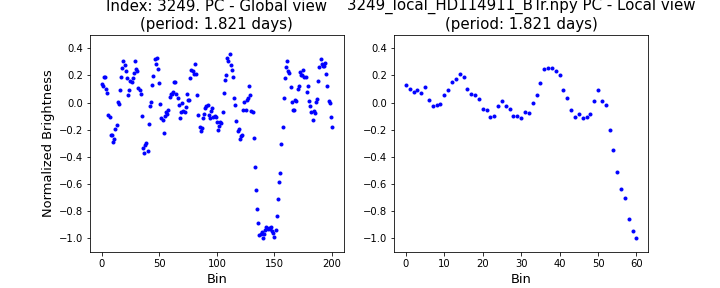 Index: 3249. PC - Global view
(period: 1.821 days)
3249_local_HD114911_BTfr.npy PC - Local view
(period: 1.821 days)
Normalized Brightness
0.4
0.2
0.0
−0.2
−0.4
−0.6
−0.8
−1.0
0 50 100 150 200
Bin
0.4
0.2
0.0
−0.2
−0.4
−0.6
−0.8
−1.0
0 10 20 30 40 50 60
Bin